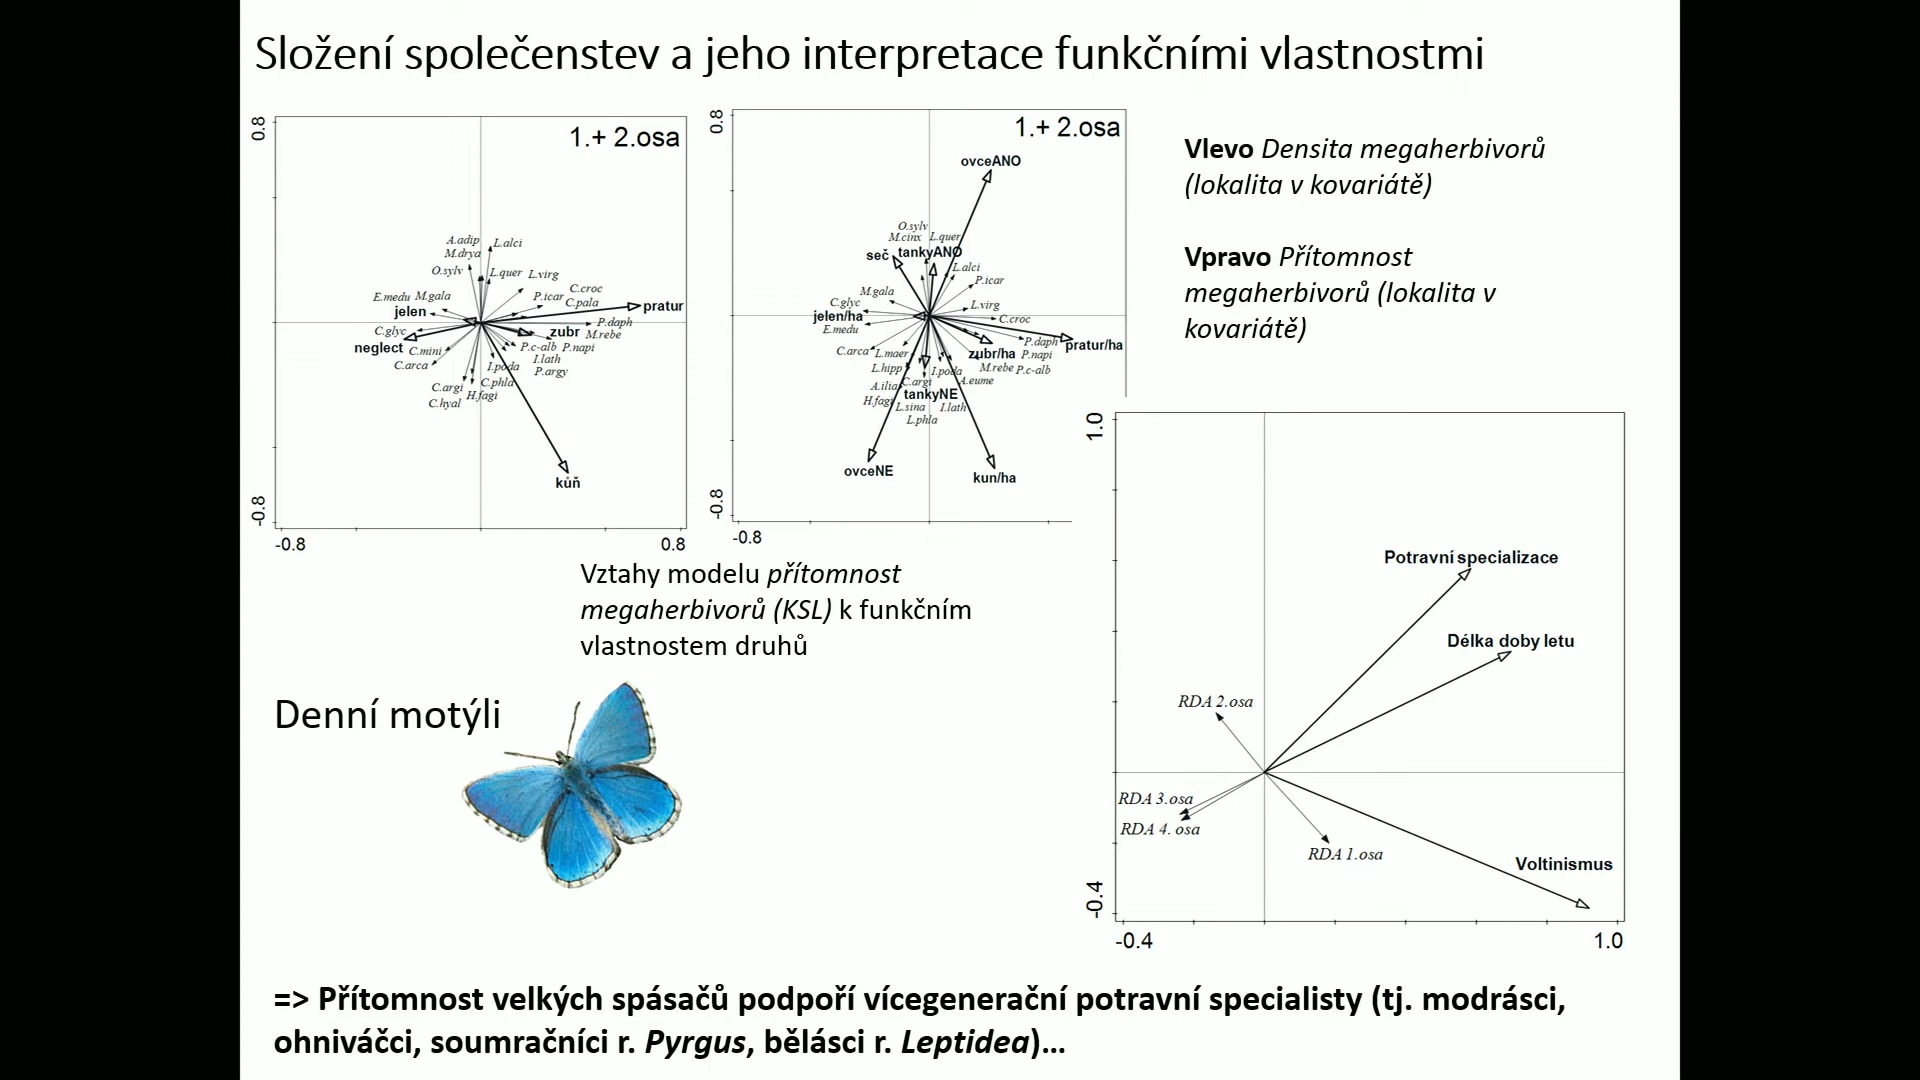 Složení společenstev a jeho interpretace funkčními vlastnostmi
0.8
1.+ 2.osa
A.adip
L.alci
M.drya
O.sylv
L.quer
L.virg
E.medu
M.gala
P.icar
C.croc
C.pala
jelen
pratur
C.glyc
zubr
P.daph
M.rebe
neglect
C.mini
P.c-alb
P.napi
C.arca
I.poda
I.lath
P.argy
C.argi
C.phla
C.hyal
H.fagi
kůň
-0.8
-0.8
0.8
0.8
1.+ 2.osa
ovceANO
O.sylv
M.cinx
L.quer
seč
tankyANO
L.alci
P.icar
M.gala
C.glyc
L.virg
jelen/ha
C.croc
E.medu
P.daph
pratur/ha
C.arca
L.maer
zubr/ha
P.napi
L.hipp
I.poda
M.rebe
P.c-alb
A.ilia
C.argi
A.eume
tankyNE
H.fagi
L.sina
I.lath
L.phla
ovceNE
kun/ha
-0.8
-0.8
Vlevo Densita megaherbivorů
(lokalita v kovariátě)
Vpravo Přítomnost
megaherbivorů (lokalita v
kovariátě)
Vztahy modelu přítomnost
megaherbivorů (KSL) k funkčním
vlastnostem druhů
Denní motýli
1.0
Potravní specializace
Délka doby letu
RDA 2.osa
RDA 3.osa
RDA 4. osa
RDA 1.osa
Voltinismus
-0.4
-0.4
1.0
=> Přítomnost velkých spásačů podpoří vícegenerační potravní specialisty (tj. modrásci,
ohniváčci, soumračníci r. Pyrgus, bělásci r. Leptidea)…